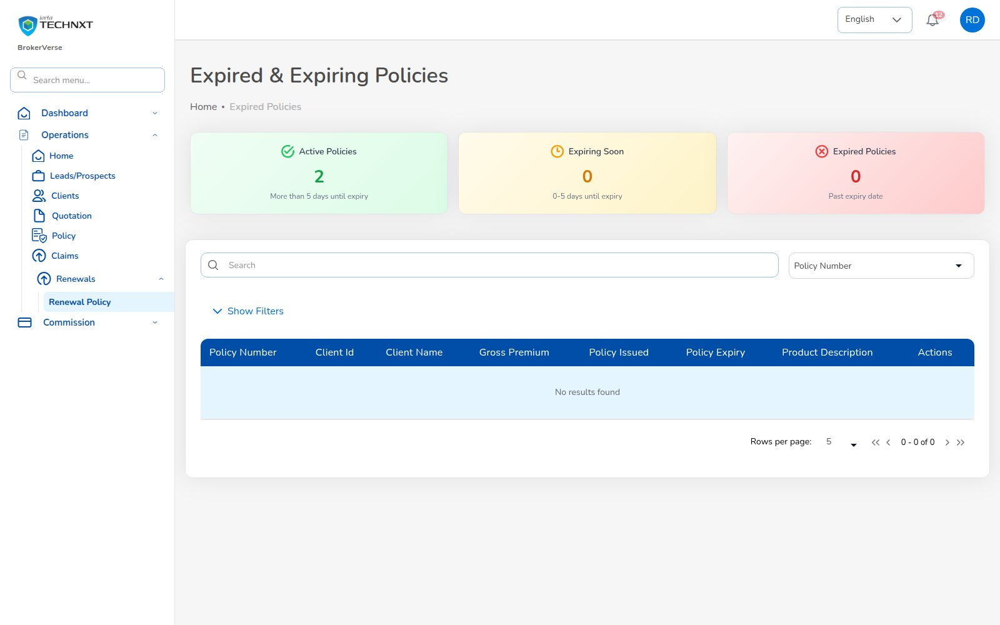 iorta
TECHNXT
BrokerVerse
Search menu...
Dashboard
Operations
Home
Leads/Prospects
Clients
Quotation
Policy
Claims
Renewals
Renewal Policy
Commission
English
12
RD
Expired & Expiring Policies
Home • Expired Policies
Active Policies
2
More than 5 days until expiry
Expiring Soon
0
0-5 days until expiry
Expired Policies
0
Past expiry date
Search
Policy Number
Show Filters
Policy Number Client Id Client Name Gross Premium Policy Issued Policy Expiry Product Description Actions
No results found
Rows per page: 5 0 - 0 of 0